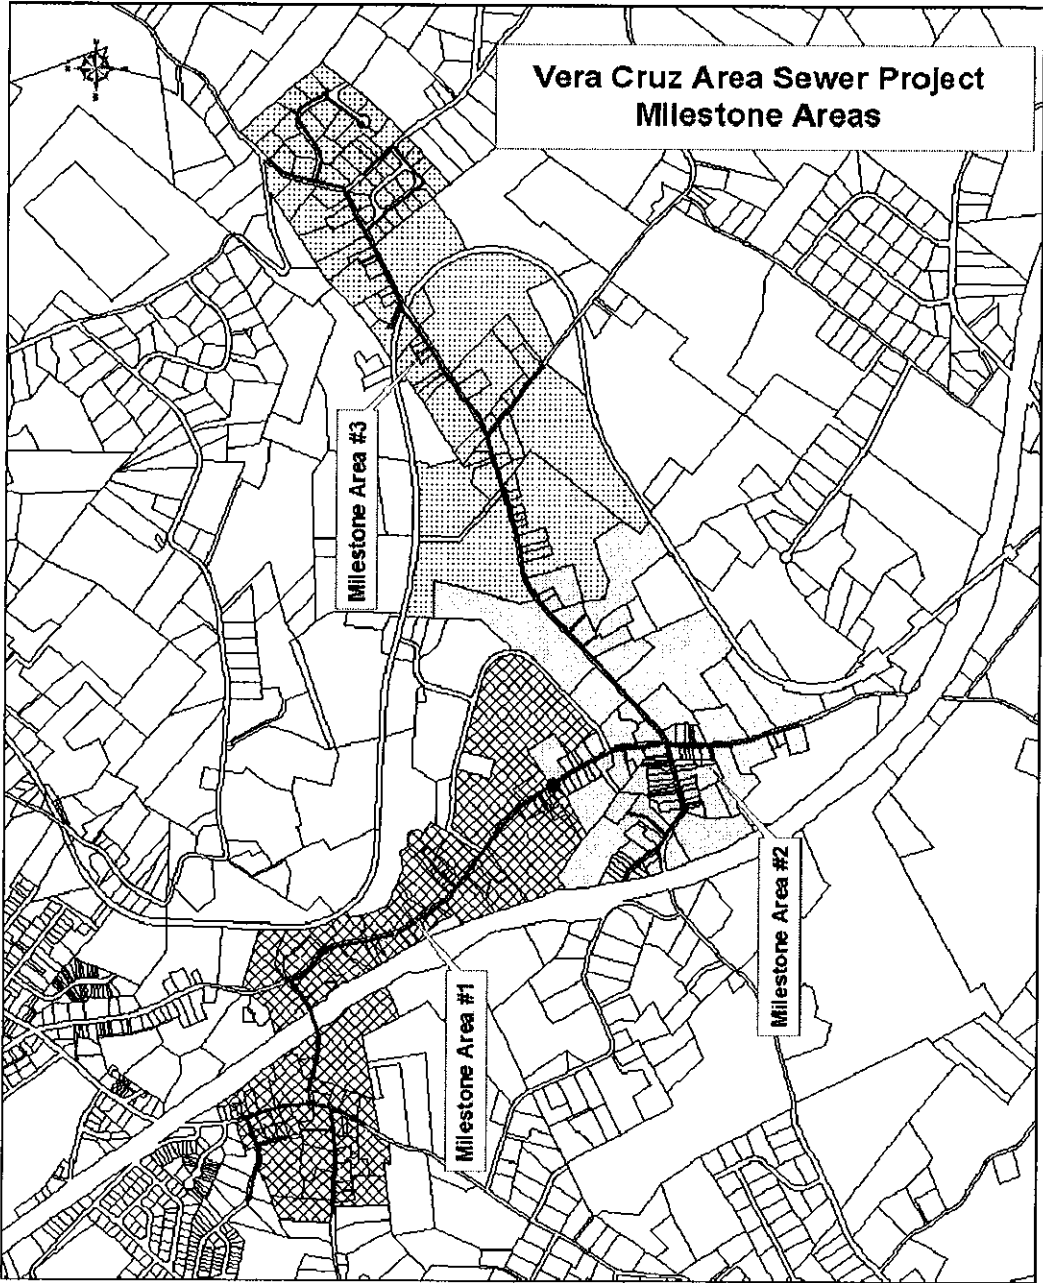 Vera Cruz Area Sewer Project
Milestone Areas
Milestone Area #3
Milestone Area #2
Milestone Area #1